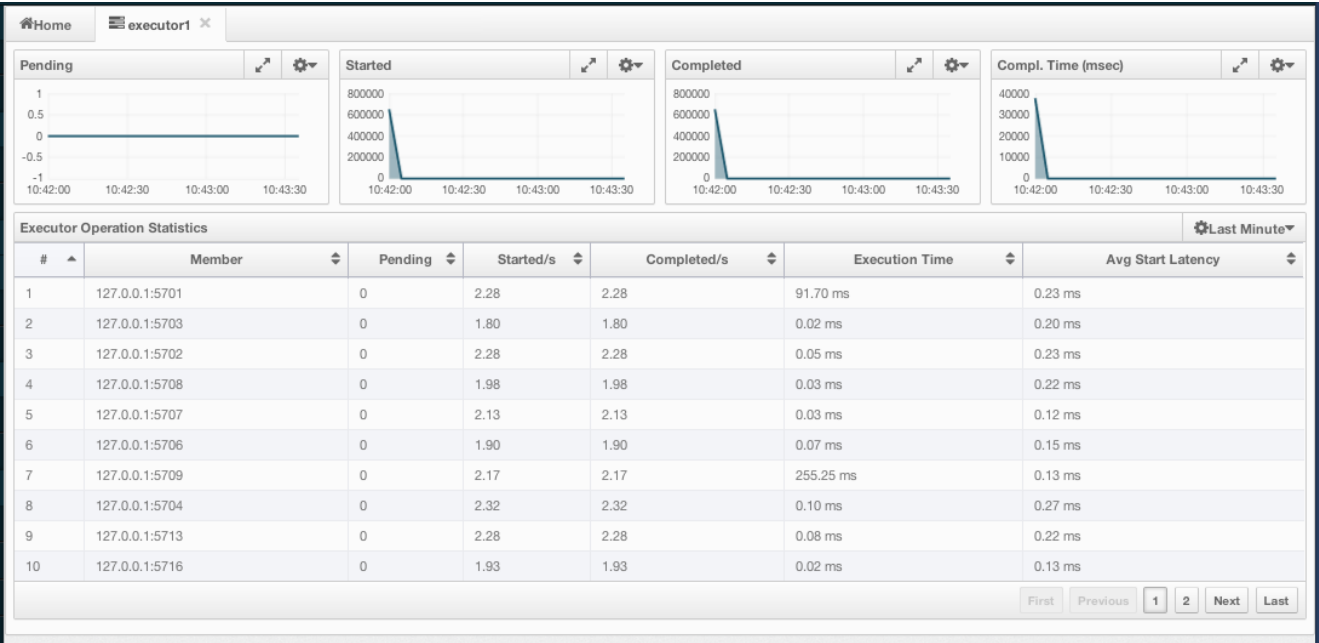 Home executor1
Pending Started Completed Compl. Time (msec)
1 800000 800000 40000
0.5 600000 600000 30000
0 400000 400000 20000
-0.5 200000 200000 10000
-1 0 0 0
10:42:00 10:42:30 10:43:00 10:43:30 10:42:00 10:42:30 10:43:00 10:43:30 10:42:00 10:42:30 10:43:00 10:43:30 10:42:00 10:42:30 10:43:00 10:43:30
Executor Operation Statistics Last Minute
# Member Pending Started/s Completed/s Execution Time Avg Start Latency
1 127.0.0.1:5701 0 2.28 2.28 91.70 ms 0.23 ms
2 127.0.0.1:5703 0 1.80 1.80 0.02 ms 0.20 ms
3 127.0.0.1:5702 0 2.28 2.28 0.05 ms 0.23 ms
4 127.0.0.1:5708 0 1.98 1.98 0.03 ms 0.22 ms
5 127.0.0.1:5707 0 2.13 2.13 0.03 ms 0.12 ms
6 127.0.0.1:5706 0 1.90 1.90 0.07 ms 0.15 ms
7 127.0.0.1:5709 0 2.17 2.17 255.25 ms 0.13 ms
8 127.0.0.1:5704 0 2.32 2.32 0.10 ms 0.27 ms
9 127.0.0.1:5713 0 2.28 2.28 0.08 ms 0.22 ms
10 127.0.0.1:5716 0 1.93 1.93 0.02 ms 0.13 ms
First Previous 1 2 Next Last